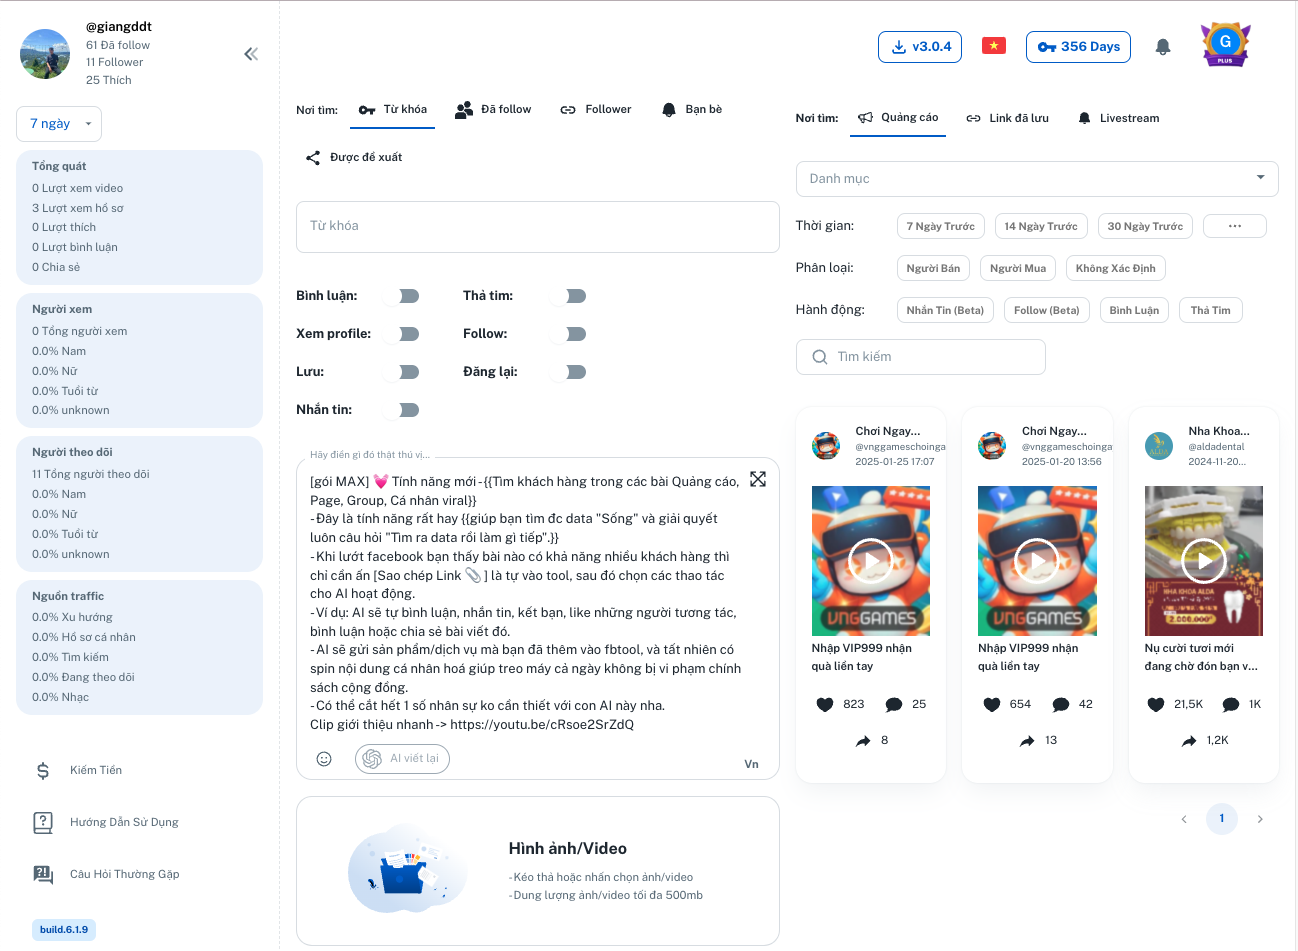 @giangddt
61 Đã follow
11 Follower
25 Thích
7 ngày
Tổng quát
0 Lượt xem video
3 Lượt xem hồ sơ
0 Lượt thích
0 Lượt bình luận
0 Chia sẻ
Người xem
0 Tổng người xem
0.0% Nam
0.0% Nữ
0.0% Tuổi từ
0.0% unknown
Người theo dõi
11 Tổng người theo dõi
0.0% Nam
0.0% Nữ
0.0% Tuổi từ
0.0% unknown
Nguồn traffic
0.0% Xu hướng
0.0% Hồ sơ cá nhân
0.0% Tìm kiếm
0.0% Đang theo dõi
0.0% Nhạc
Kiếm Tiền
Hướng Dẫn Sử Dụng
Câu Hỏi Thường Gặp
build.6.1.9
v3.0.4
356 Days
G
PLUS
Nơi tìm: Từ khóa Đã follow Follower Bạn bè
Được đề xuất
Từ khóa
Bình luận: Thả tim:
Xem profile: Follow:
Lưu: Đăng lại:
Nhắn tin:
Hãy điền gì đó thật thú vị...
[gói MAX] 💓 Tính năng mới - {{Tìm khách hàng trong các bài Quảng cáo,
Page, Group, Cá nhân viral}}
- Đây là tính năng rất hay {{giúp bạn tìm đc data "Sống" và giải quyết
luôn câu hỏi "Tìm ra data rồi làm gì tiếp".}}
- Khi lướt facebook bạn thấy bài nào có khả năng nhiều khách hàng thì
chỉ cần ấn [Sao chép Link 📎 ] là tự vào tool, sau đó chọn các thao tác
cho AI hoạt động.
- Ví dụ: AI sẽ tự bình luận, nhắn tin, kết bạn, like những người tương tác,
bình luận hoặc chia sẻ bài viết đó.
- AI sẽ gửi sản phẩm/dịch vụ mà bạn đã thêm vào fbtool, và tất nhiên có
spin nội dung cá nhân hoá giúp treo máy cả ngày không bị vi phạm chính
sách cộng đồng.
- Có thể cắt hết 1 số nhân sự ko cần thiết với con AI này nha.
Clip giới thiệu nhanh -> https://youtu.be/cRsoe2SrZdQ
AI viết lại
Vn
Hình ảnh/Video
- Kéo thả hoặc nhấn chọn ảnh/video
- Dung lượng ảnh/video tối đa 500mb
Nơi tìm: Quảng cáo Link đã lưu Livestream
Danh mục
Thời gian: 7 Ngày Trước 14 Ngày Trước 30 Ngày Trước ...
Phân loại: Người Bán Người Mua Không Xác Định
Hành động: Nhắn Tin (Beta) Follow (Beta) Bình Luận Thả Tim
Tìm kiếm
Chơi Ngay...
@vnggameschoinga
2025-01-25 17:07
VNGGAMES
Nhập VIP999 nhận
quà liền tay
823 25
8
Chơi Ngay...
@vnggameschoinga
2025-01-20 13:56
VNGGAMES
Nhập VIP999 nhận
quà liền tay
654 42
13
Nha Khoa...
@aldadental
2024-11-20...
NHA KHOA ALDA
2.000.000
Nụ cười tươi mới
đang chờ đón bạn v...
21,5K 1K
1,2K
1